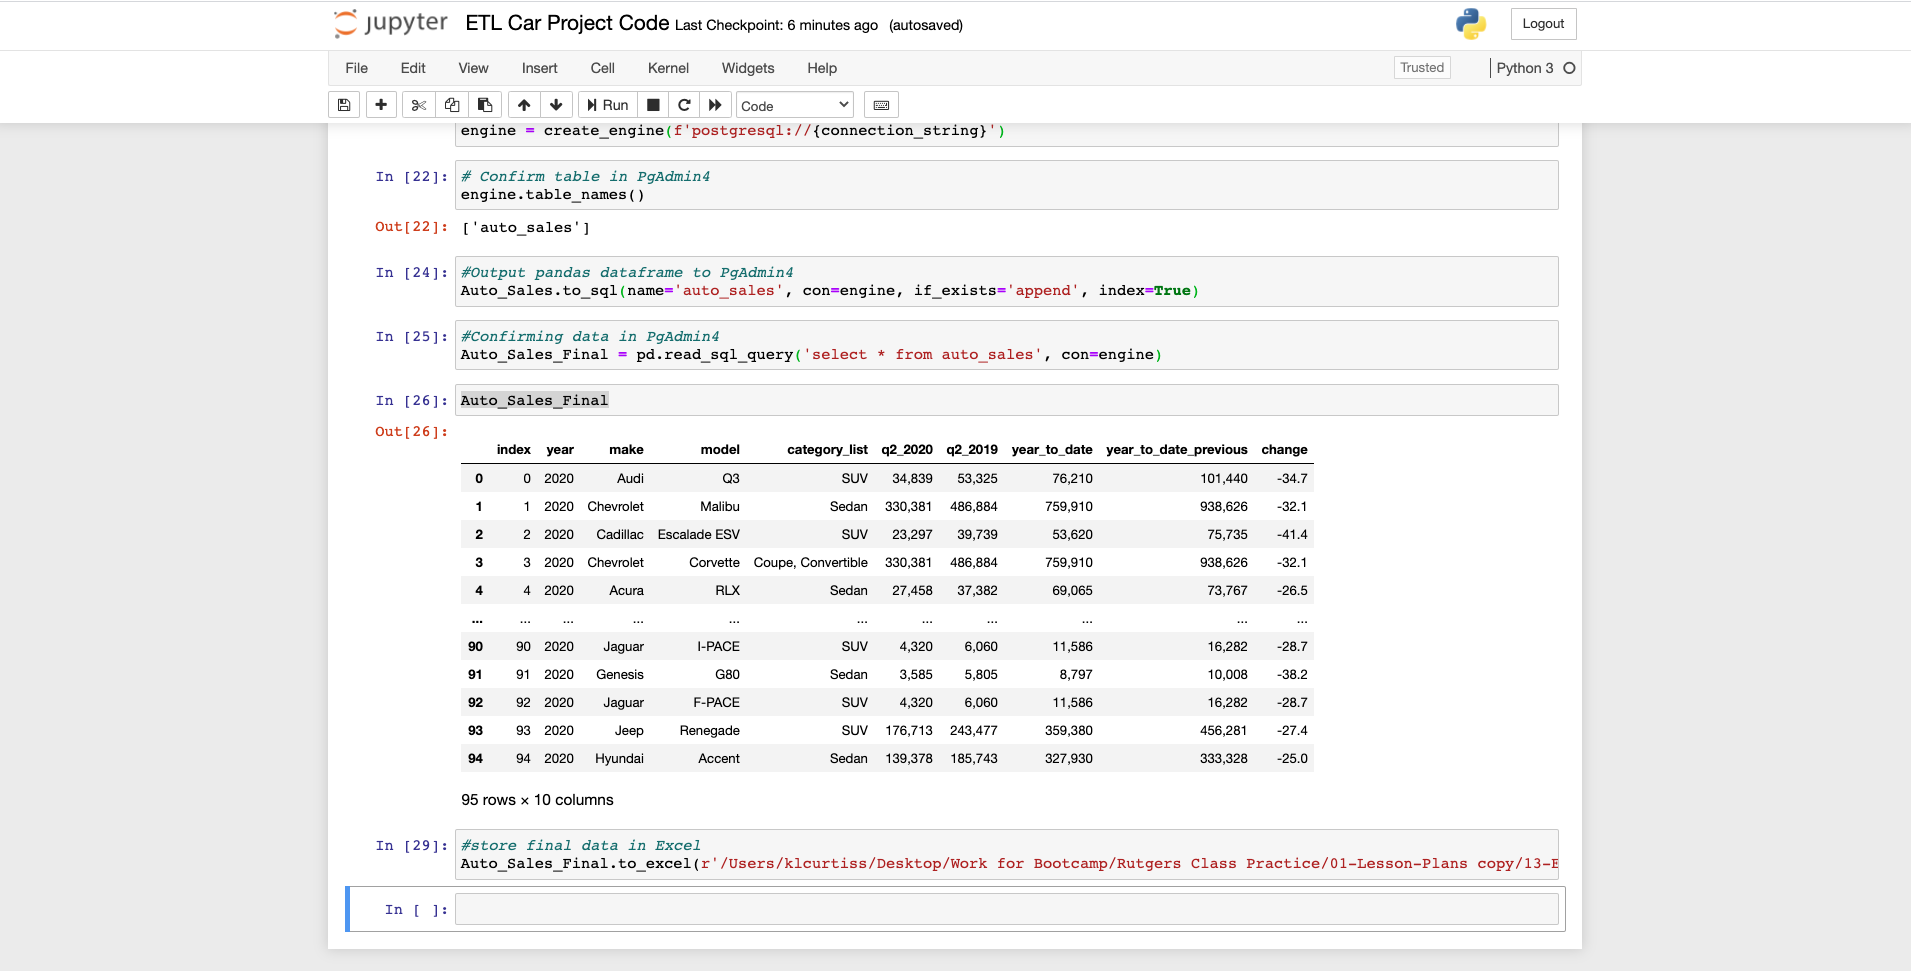 jupyter ETL Car Project Code Last Checkpoint: 6 minutes ago (autosaved) Logout
File Edit View Insert Cell Kernel Widgets Help Trusted Python 3
Run Code
engine = create_engine(f'postgresql://{connection_string}')
In [22]: # Confirm table in PgAdmin4
engine.table_names()
Out[22]: ['auto_sales']
In [24]: #Output pandas dataframe to PgAdmin4
Auto_Sales.to_sql(name='auto_sales', con=engine, if_exists='append', index=True)
In [25]: #Confirming data in PgAdmin4
Auto_Sales_Final = pd.read_sql_query('select * from auto_sales', con=engine)
In [26]: Auto_Sales_Final
Out[26]:
index year make model category_list q2_2020 q2_2019 year_to_date year_to_date_previous change
0 0 2020 Audi Q3 SUV 34,839 53,325 76,210 101,440 -34.7
1 1 2020 Chevrolet Malibu Sedan 330,381 486,884 759,910 938,626 -32.1
2 2 2020 Cadillac Escalade ESV SUV 23,297 39,739 53,620 75,735 -41.4
3 3 2020 Chevrolet Corvette Coupe, Convertible 330,381 486,884 759,910 938,626 -32.1
4 4 2020 Acura RLX Sedan 27,458 37,382 69,065 73,767 -26.5
... ... ... ... ... ... ... ... ... ... ...
90 90 2020 Jaguar I-PACE SUV 4,320 6,060 11,586 16,282 -28.7
91 91 2020 Genesis G80 Sedan 3,585 5,805 8,797 10,008 -38.2
92 92 2020 Jaguar F-PACE SUV 4,320 6,060 11,586 16,282 -28.7
93 93 2020 Jeep Renegade SUV 176,713 243,477 359,380 456,281 -27.4
94 94 2020 Hyundai Accent Sedan 139,378 185,743 327,930 333,328 -25.0
95 rows × 10 columns
In [29]: #store final data in Excel
Auto_Sales_Final.to_excel(r'/Users/klcurtiss/Desktop/Work for Bootcamp/Rutgers Class Practice/01-Lesson-Plans copy/13-E
In [ ]: